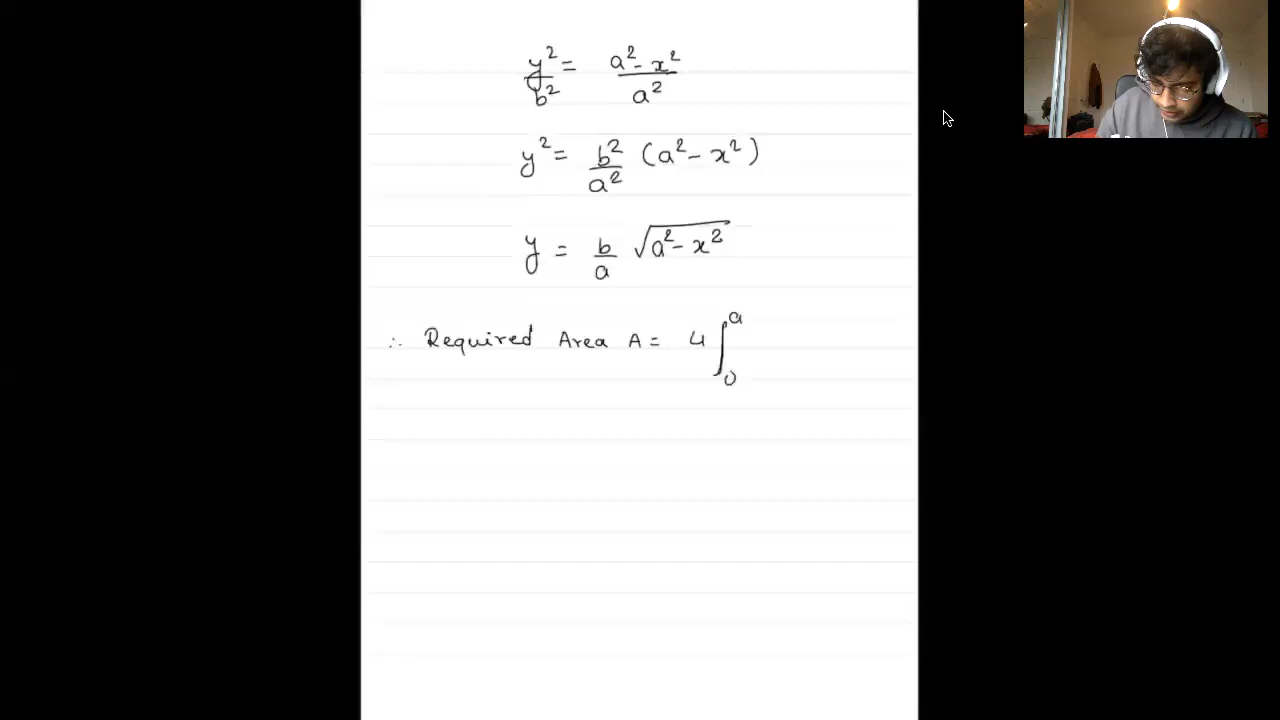 y²/b² = (a² - x²)/a²
y² = b²/a² (a² - x²)
y = b/a √(a² - x²)
∴ Required Area A = 4 ∫₀ᵃ